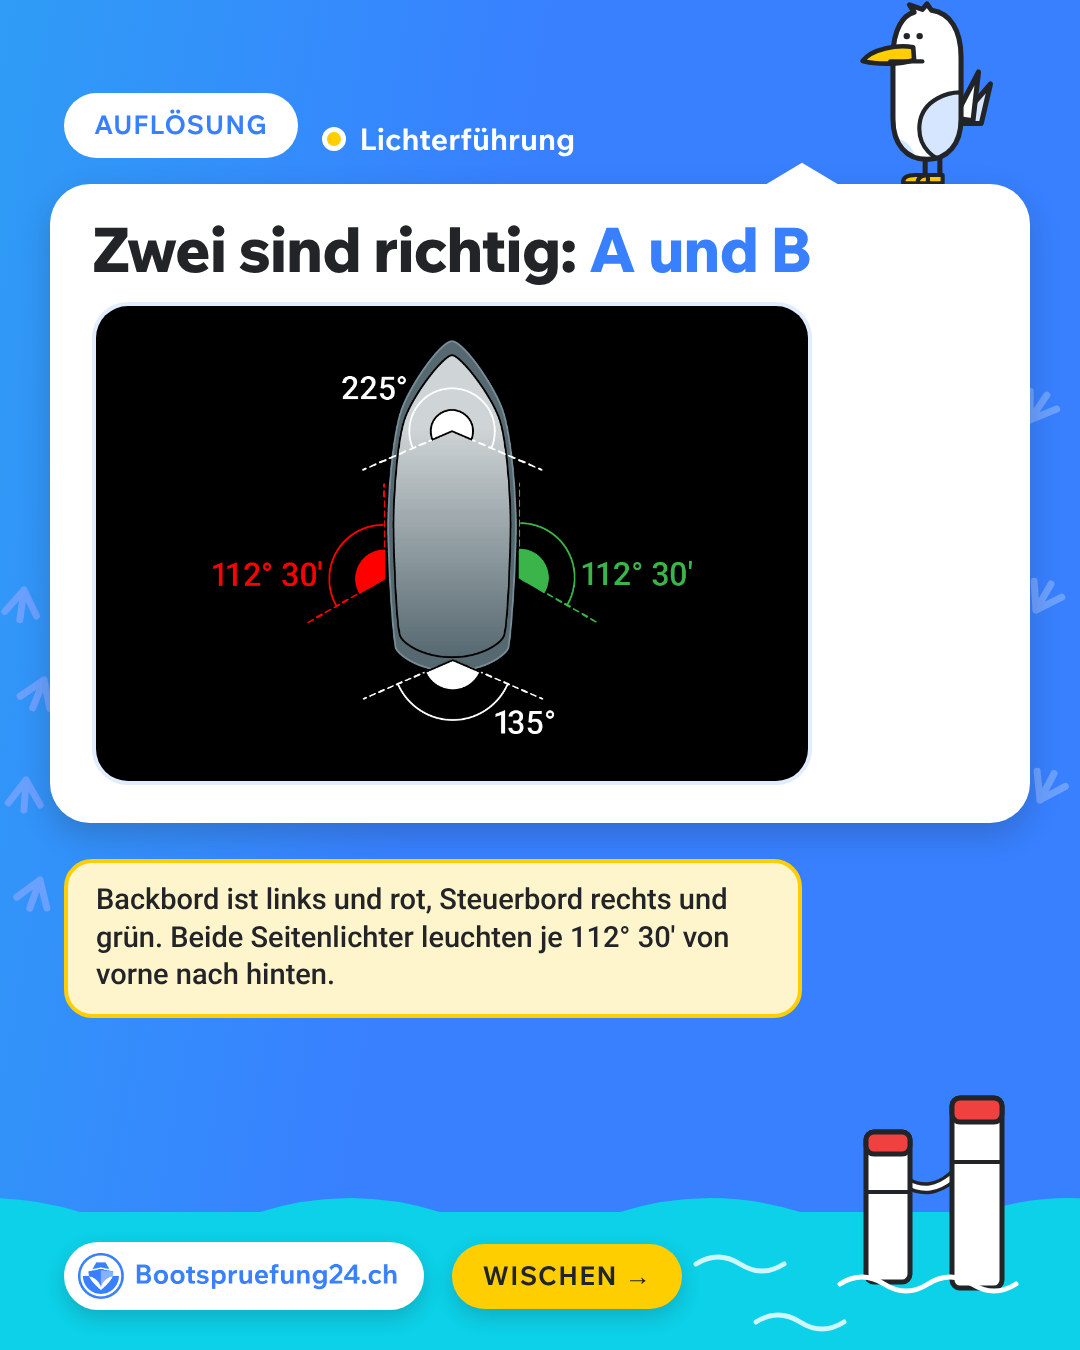 AUFLÖSUNG
Lichterführung
Zwei sind richtig: A und B
225°
112° 30'
112° 30'
135°
Backbord ist links und rot, Steuerbord rechts und
grün. Beide Seitenlichter leuchten je 112° 30' von
vorne nach hinten.
Bootspruefung24.ch
WISCHEN →